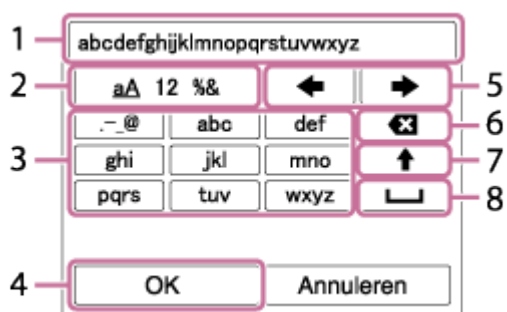 1 abcdefghijklmnopqrstuvwxyz
2 aA 12 %& 5
.-_@ abc def 6
3 ghi jkl mno 7
pqrs tuv wxyz 8
4 OK Annuleren